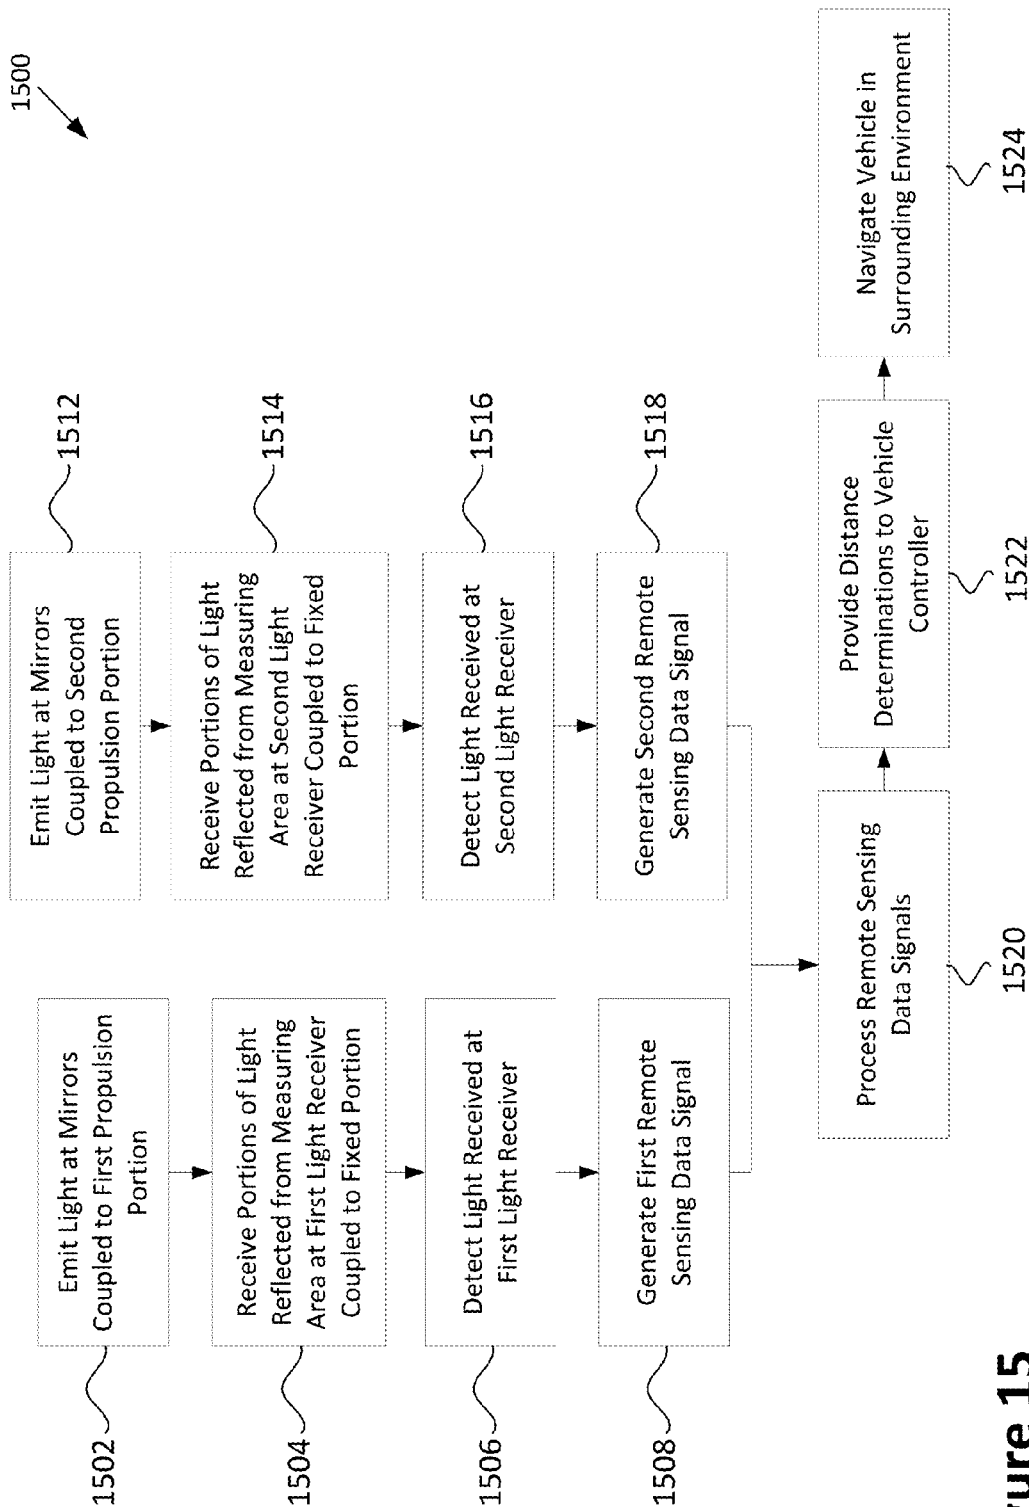 1500
Emit Light at Mirrors
Coupled to First Propulsion
Portion
1502
Receive Portions of Light
Reflected from Measuring
Area at First Light Receiver
Coupled to Fixed Portion
1504
Detect Light Received at
First Light Receiver
1506
Generate First Remote
Sensing Data Signal
1508
Emit Light at Mirrors
Coupled to Second
Propulsion Portion
1512
Receive Portions of Light
Reflected from Measuring
Area at Second Light
Receiver Coupled to Fixed
Portion
1514
Detect Light Received at
Second Light Receiver
1516
Generate Second Remote
Sensing Data Signal
1518
Process Remote Sensing
Data Signals
1520
Provide Distance
Determinations to Vehicle
Controller
1522
Navigate Vehicle in
Surrounding Environment
1524
gure 15